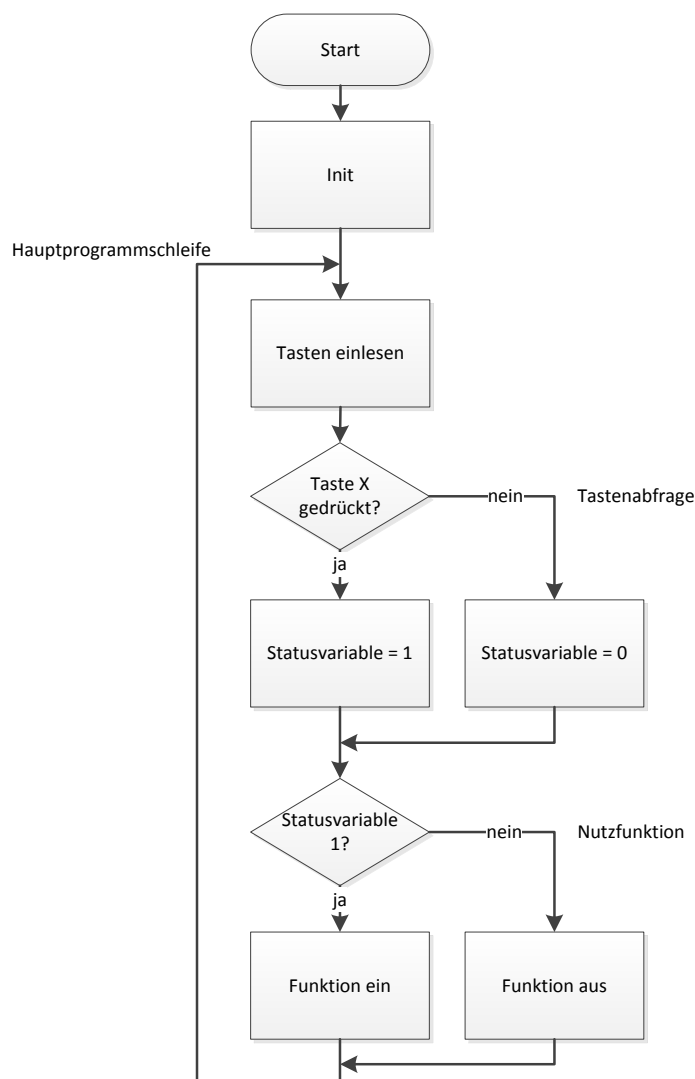 Start
Init
Hauptprogrammschleife
Tasten einlesen
Taste X
gedrückt?
nein
Tastenabfrage
ja
Statusvariable = 1
Statusvariable = 0
Statusvariable
1?
nein
Nutzfunktion
ja
Funktion ein
Funktion aus